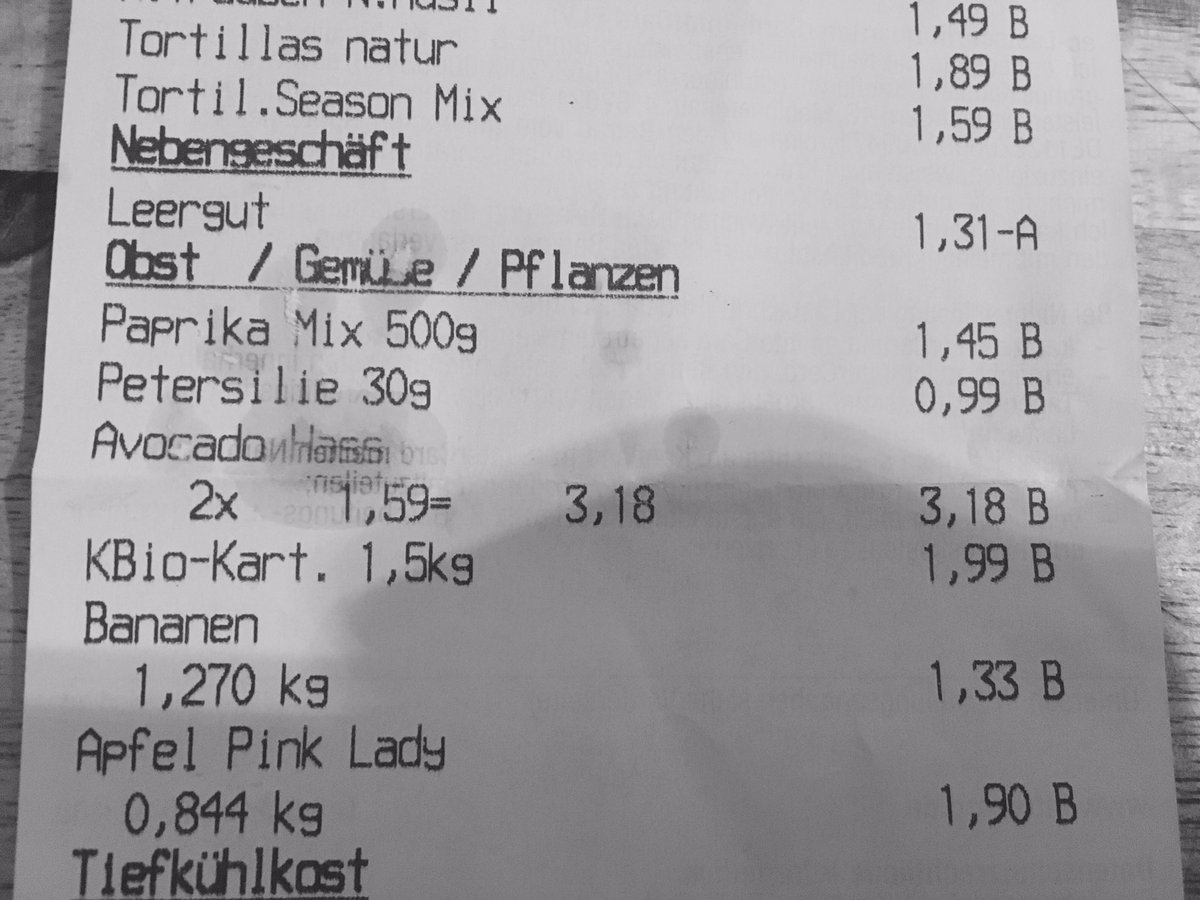 1,49 B
Tortillas natur 1,89 B
Tortil.Season Mix 1,59 B
Nebengeschäft
Leergut 1,31-A
Obst / Gemüse / Pflanzen
Paprika Mix 500g 1,45 B
Petersilie 30g 0,99 B
Avocado Hass
2x 1,59= 3,18 3,18 B
KBio-Kart. 1,5kg 1,99 B
Bananen
1,270 kg 1,33 B
Apfel Pink Lady
0,844 kg 1,90 B
Tiefkühlkost